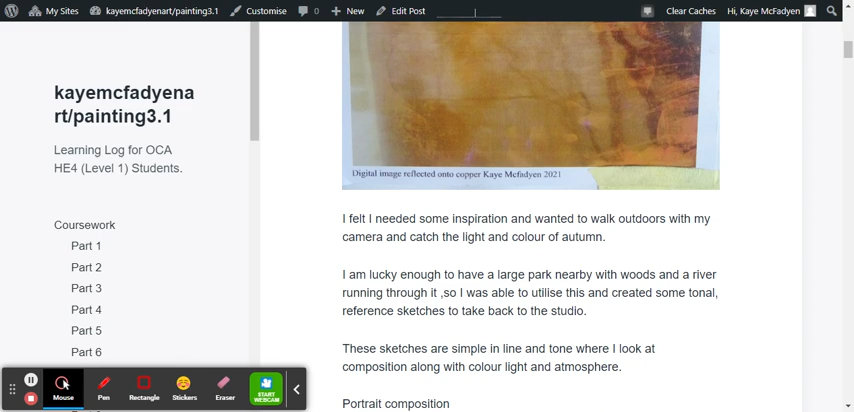 My Sites kayemcfadyenart/painting3.1 Customise 0 New Edit Post Clear Caches Hi, Kaye McFadyen
kayemcfadyena
rt/painting3.1
Learning Log for OCA
HE4 (Level 1) Students.
Coursework
Part 1
Part 2
Part 3
Part 4
Part 5
Part 6
Digital image reflected onto copper Kaye Mcfadyen 2021
I felt I needed some inspiration and wanted to walk outdoors with my
camera and catch the light and colour of autumn.
I am lucky enough to have a large park nearby with woods and a river
running through it ,so I was able to utilise this and created some tonal,
reference sketches to take back to the studio.
These sketches are simple in line and tone where I look at
composition along with colour light and atmosphere.
Portrait composition
Mouse Pen Rectangle Stickers Eraser START
WEBCAM